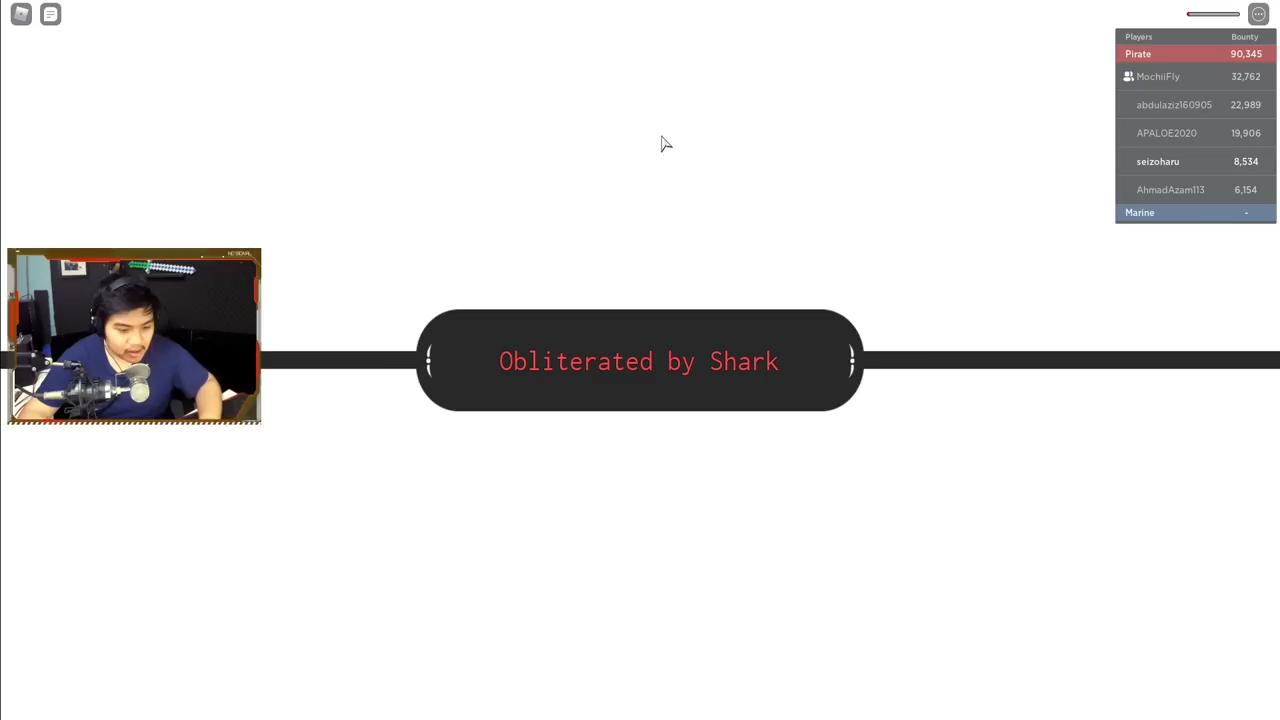 Players Bounty
Pirate 90,345
MochiiFly 32,762
abdulaziz160905 22,989
APALOE2020 19,906
seizoharu 8,534
AhmadAzam113 6,154
Marine -
Obliterated by Shark